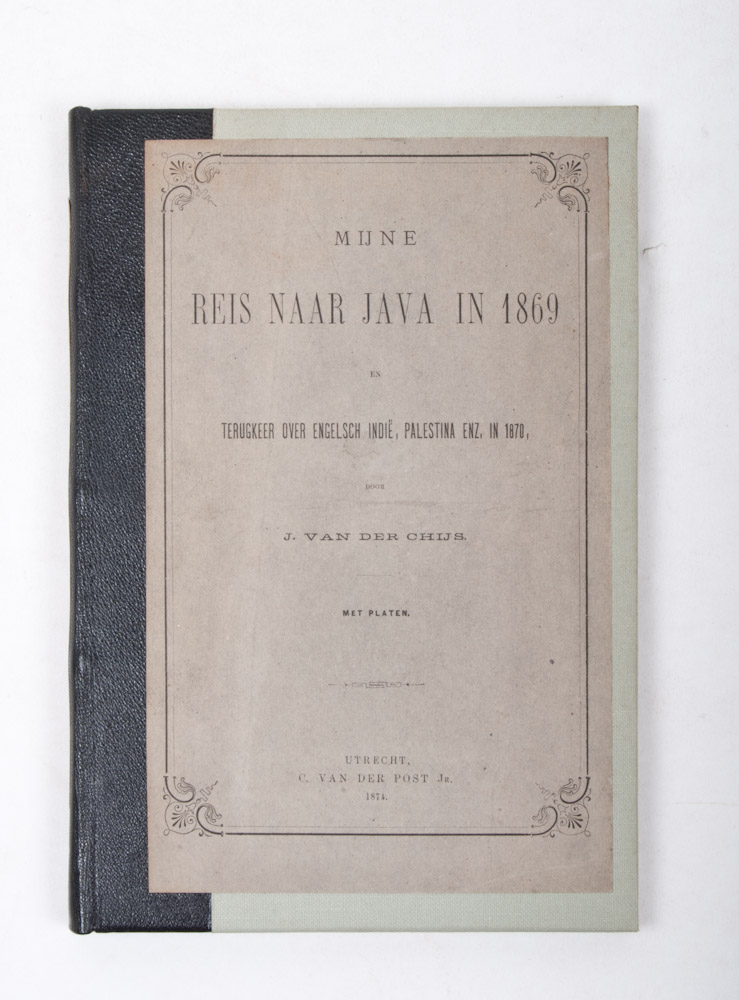 MIJNE
REIS NAAR JAVA IN 1869
EN
TERUGKEER OVER ENGELSCH INDIË, PALESTINA ENZ. IN 1870,
DOOR
J. VAN DER CHIJS.
MET PLATEN.
UTRECHT,
C. VAN DER POST JR.
1874.